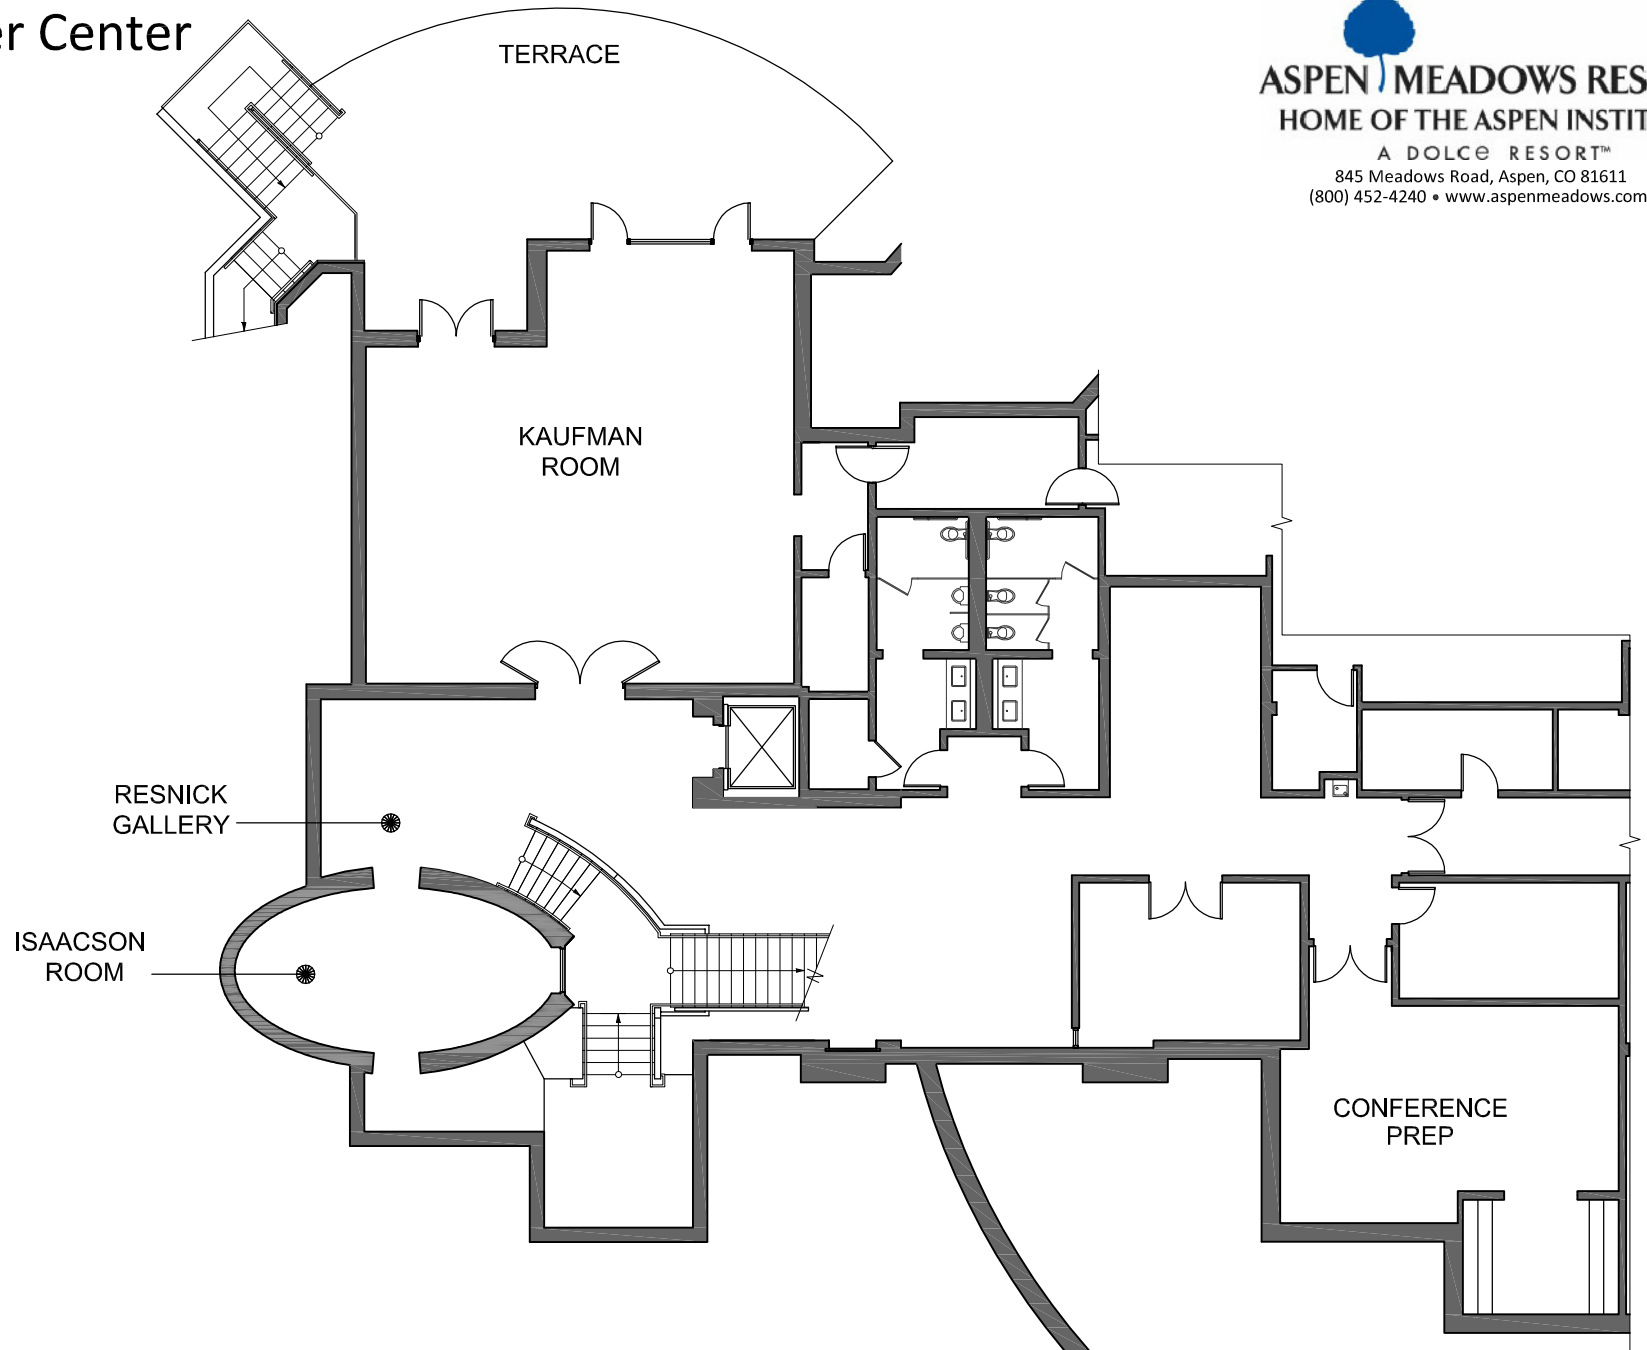 er Center
TERRACE
ASPEN MEADOWS RES
HOME OF THE ASPEN INSTIT
A DOLCe RESORT™
845 Meadows Road, Aspen, CO 81611
(800) 452-4240 • www.aspenmeadows.com
KAUFMAN
ROOM
RESNICK
GALLERY
ISAACSON
ROOM
CONFERENCE
PREP